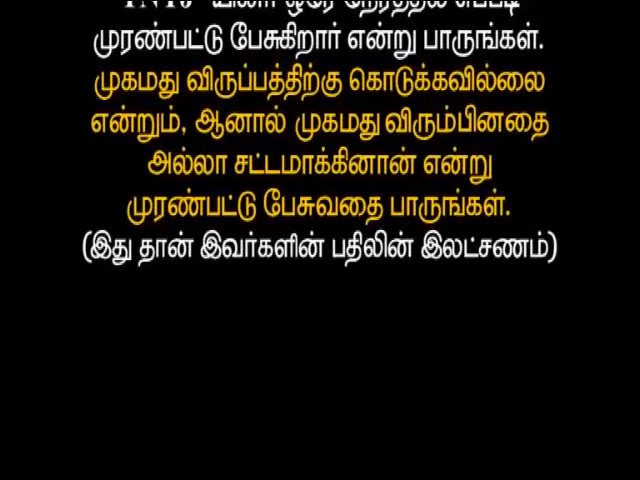 முரண்பட்டு பேசுகிறார் என்று பாருங்கள்.
முகமது விருப்பத்திற்கு கொடுக்கவில்லை
என்றும், ஆனால் முகமது விரும்பினதை
அல்லா சட்டமாக்கினான் என்று
முரண்பட்டு பேசுவதை பாருங்கள்.
(இது தான் இவர்களின் பதிலின் இலட்சணம்)